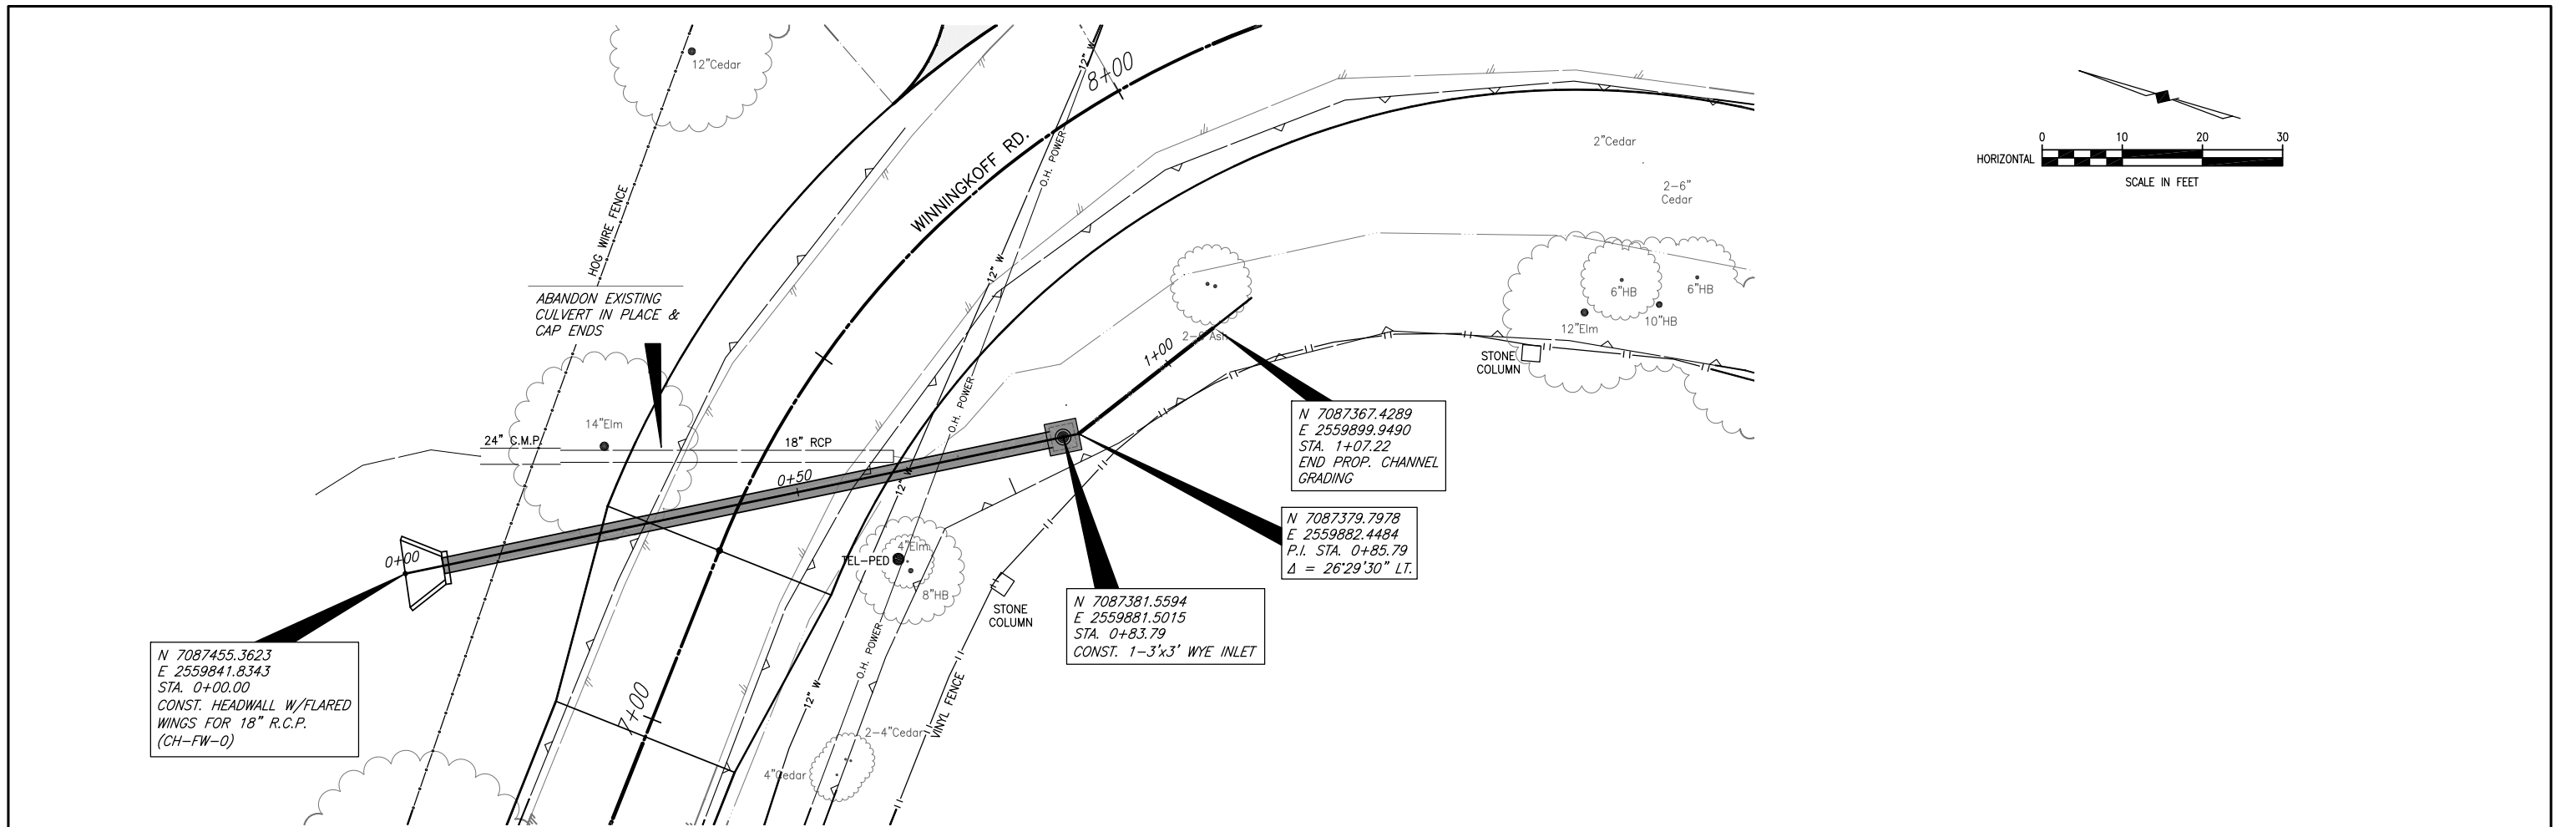 12"Cedar
12" W
8+00
WINNINGKOFF RD.
O.H. POWER
HOG WIRE FENCE
ABANDON EXISTING
CULVERT IN PLACE &
CAP ENDS
12" W
2"Cedar
2-6"
Cedar
0 10 20 30
HORIZONTAL
SCALE IN FEET
6"HB
6"HB
10"HB
12"Elm
STONE
COLUMN
1+00
O.H. POWER
14"Elm
24" C.M.P.
18" RCP
0+50
12" W
N 7087367.4289
E 2559899.9490
STA. 1+07.22
END PROP. CHANNEL
GRADING
N 7087379.7978
E 2559882.4484
P.I. STA. 0+85.79
Δ = 26°29'30" LT.
0+00
4"Elm
TEL-PED
8"HB
STONE
COLUMN
N 7087381.5594
E 2559881.5015
STA. 0+83.79
CONST. 1-3'x3' WYE INLET
N 7087455.3623
E 2559841.8343
STA. 0+00.00
CONST. HEADWALL W/FLARED
WINGS FOR 18" R.C.P.
(CH-FW-0)
O.H. POWER
12" W
7+00
VINYL FENCE
2-4"Cedar
4"Cedar